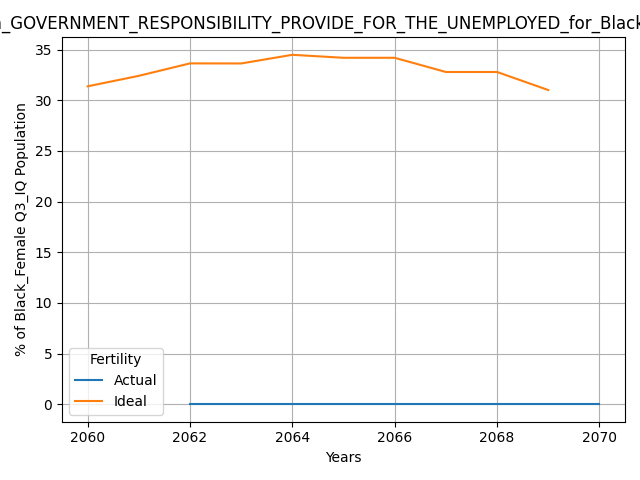 GOVERNMENT_RESPONSIBILITY_PROVIDE_FOR_THE_UNEMPLOYED_for_Black
35
30
25
20
15
10
5
0
% of Black_Female Q3_IQ Population
Fertility
Actual
Ideal
2060 2062 2064 2066 2068 2070
Years